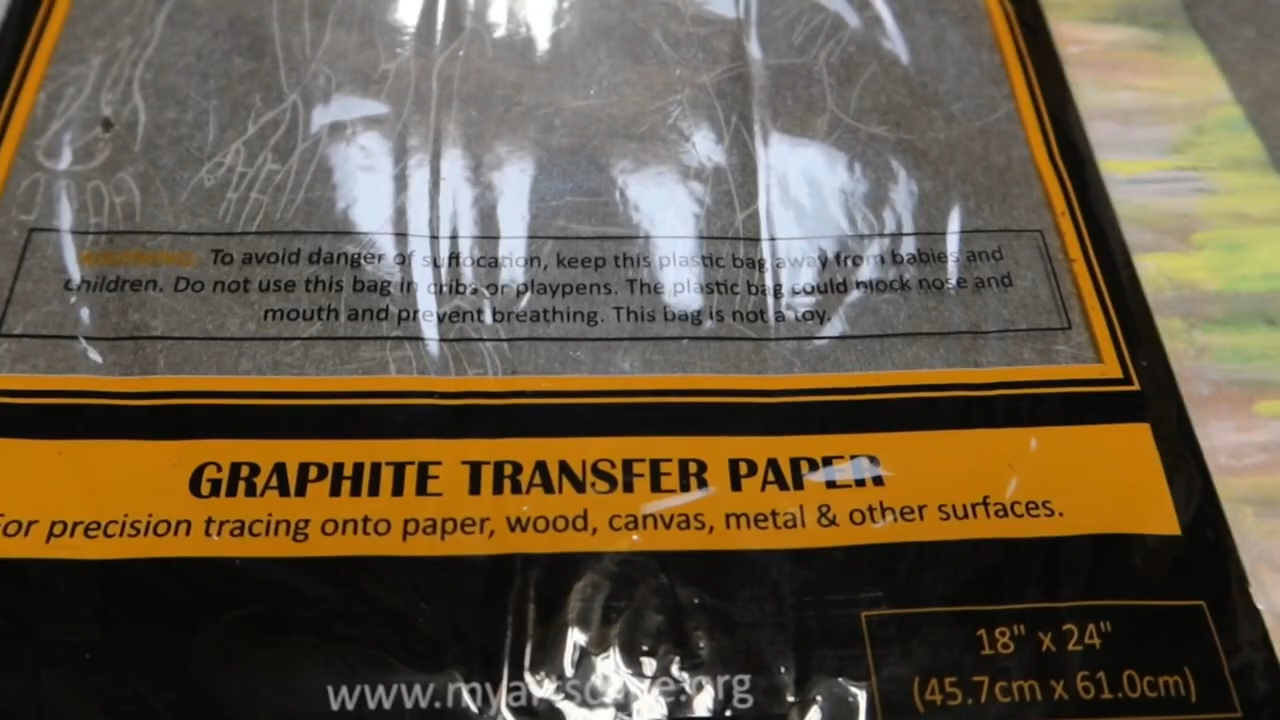 WARNING: To avoid danger of suffocation, keep this plastic bag away from babies and
children. Do not use this bag in cribs or playpens. The plastic bag could block nose and
mouth and prevent breathing. This bag is not a toy.
GRAPHITE TRANSFER PAPER
For precision tracing onto paper, wood, canvas, metal & other surfaces.
18" x 24"
(45.7cm x 61.0cm)